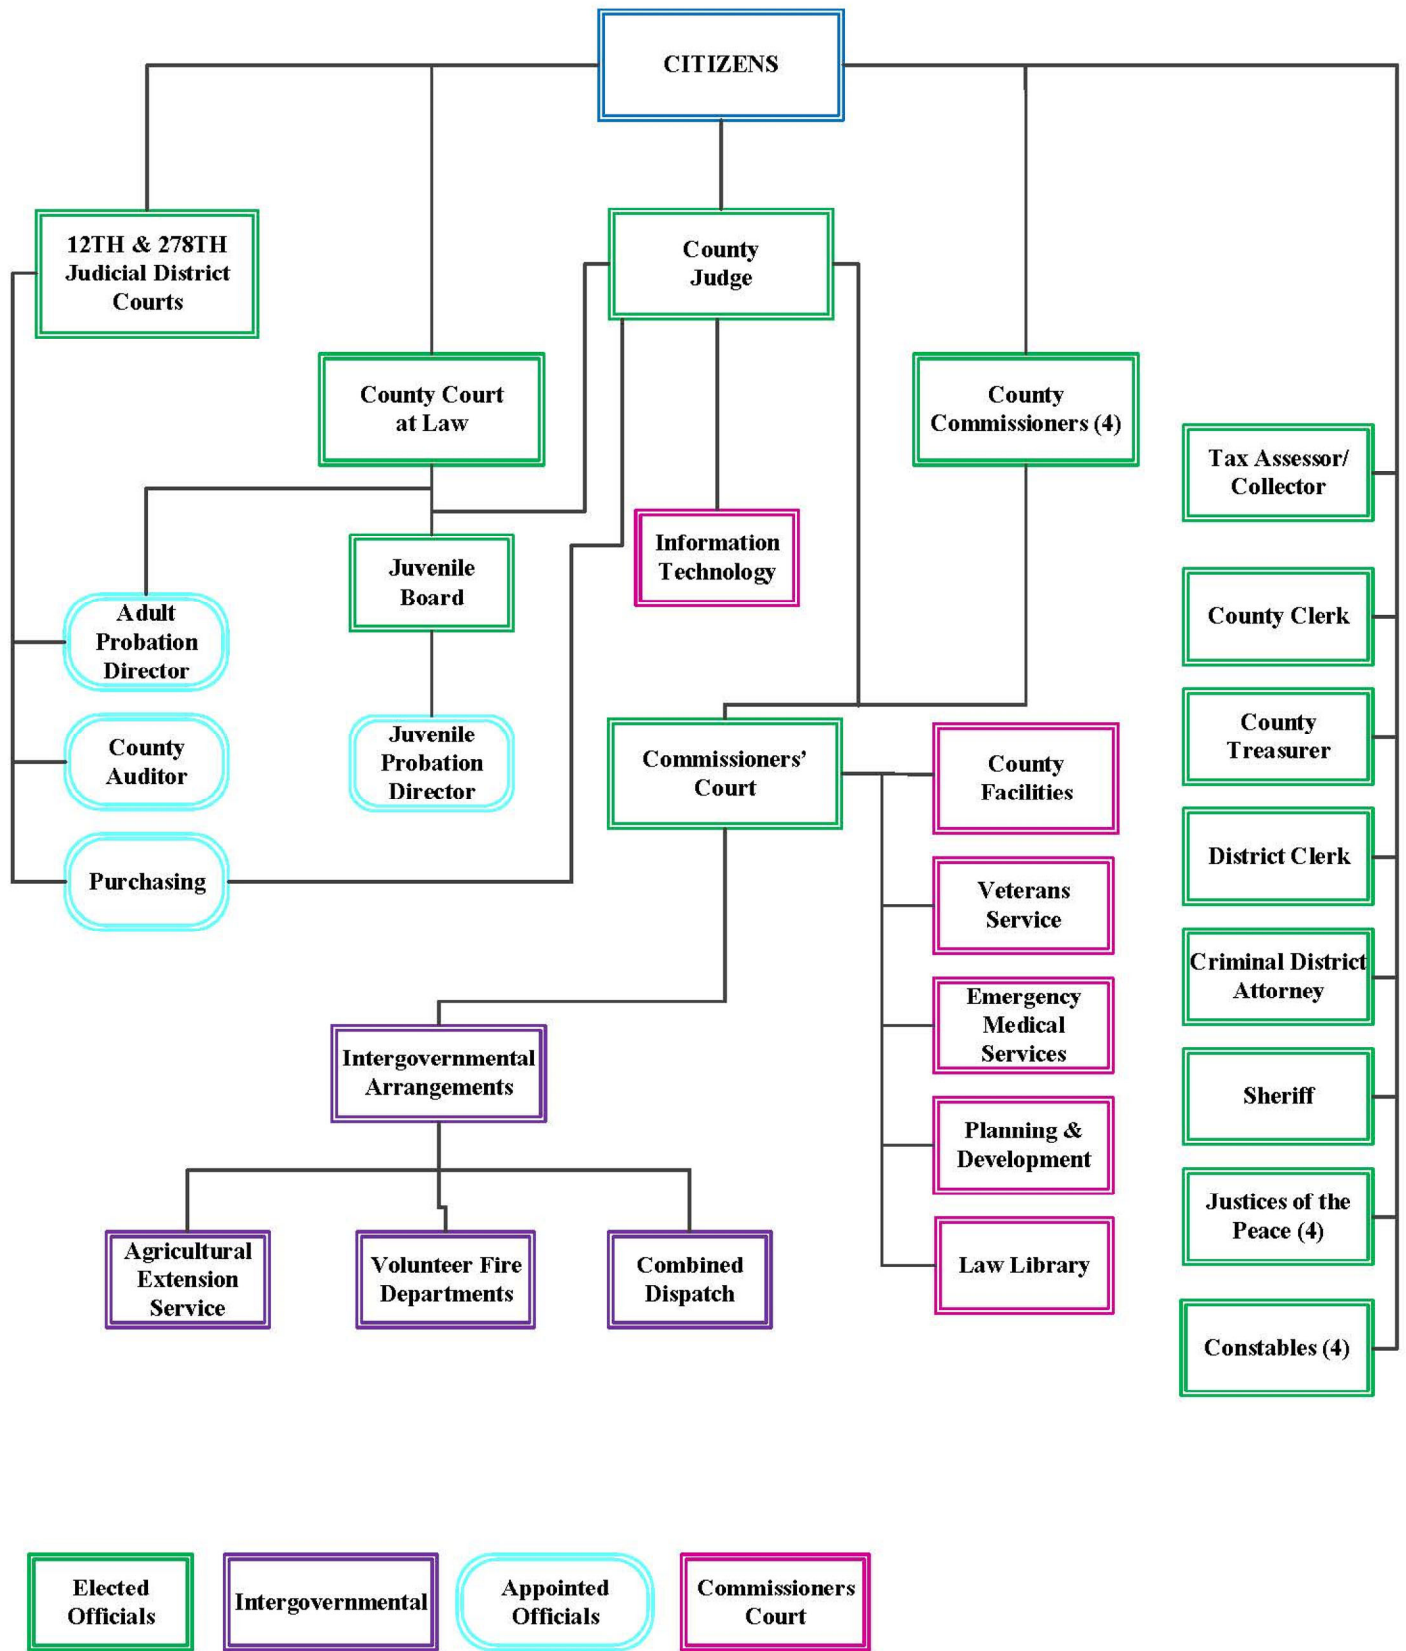 CITIZENS
12TH & 278TH
Judicial District
Courts
County
Judge
County Court
at Law
County
Commissioners (4)
Tax Assessor/
Collector
Information
Technology
Juvenile
Board
County Clerk
Adult
Probation
Director
County
Treasurer
County
Auditor
Juvenile
Probation
Director
Commissioners’
Court
County
Facilities
District Clerk
Purchasing
Veterans
Service
Criminal District
Attorney
Emergency
Medical
Services
Intergovernmental
Arrangements
Sheriff
Planning &
Development
Justices of the
Peace (4)
Agricultural
Extension
Service
Volunteer Fire
Departments
Combined
Dispatch
Law Library
Constables (4)
Elected
Officials
Intergovernmental
Appointed
Officials
Commissioners
Court